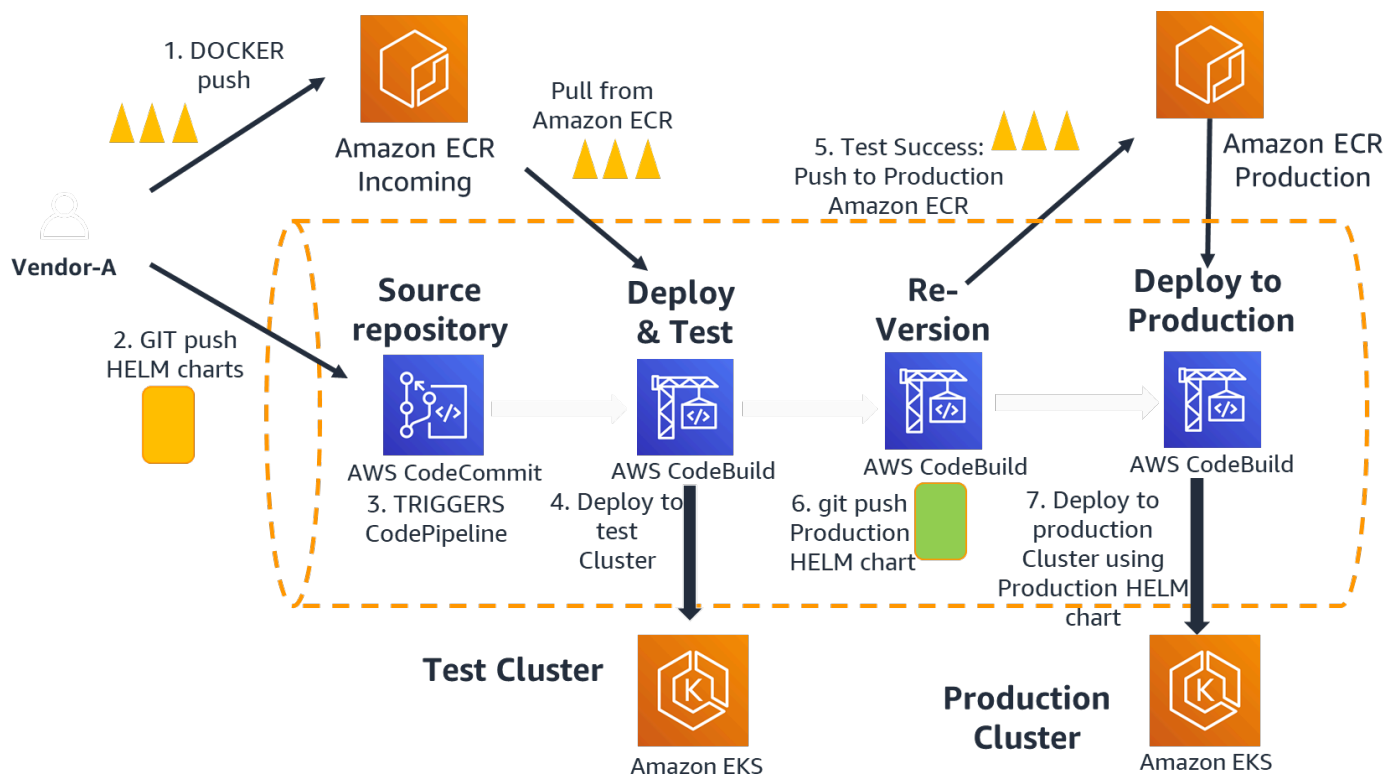 1. DOCKER
push
Amazon ECR
Incoming
Pull from
Amazon ECR
5. Test Success:
Push to Production
Amazon ECR
Amazon ECR
Production
Vendor-A
2. GIT push
HELM charts
Source
repository
AWS CodeCommit
3. TRIGGERS
CodePipeline
Deploy
& Test
</>
AWS CodeBuild
4. Deploy to
test
Cluster
Re-
Version
</>
AWS CodeBuild
6. git push
Production
HELM chart
Deploy to
Production
</>
AWS CodeBuild
7. Deploy to
production
Cluster using
Production HELM
chart
</>
Test Cluster
K
Amazon EKS
Production
Cluster
K
Amazon EKS